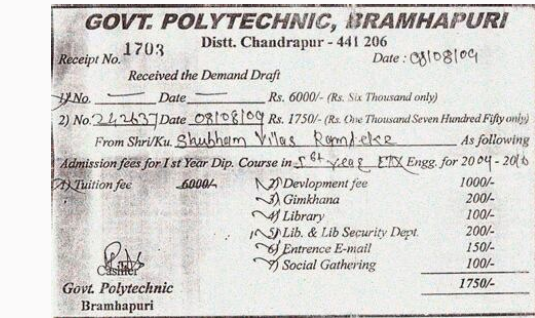 GOVT. POLYTECHNIC, BRAMHAPURI
Distt. Chandrapur - 441 206
Receipt No. 1703 Date : 08/08/09
Received the Demand Draft
1) No. — Date — Rs. 6000/- (Rs. Six Thousand only)
2) No. 242637 Date 08/08/09 Rs. 1750/- (Rs. One Thousand Seven Hundred Fifty only)
From Shri/Ku. Shubham Vilas Ramteke As following
Admission fees for I st Year Dip. Course in Ist year ETX Engg. for 2009 - 2010
1) Tuition fee 6000/- 2) Devlopment fee 1000/-
3) Gimkhana 200/-
4) Library 100/-
5) Lib. & Lib Security Dept. 200/-
6) Entrence E-mail 150/-
7) Social Gathering 100/-
1750/-
Cashier
Govt. Polytechnic
Bramhapuri